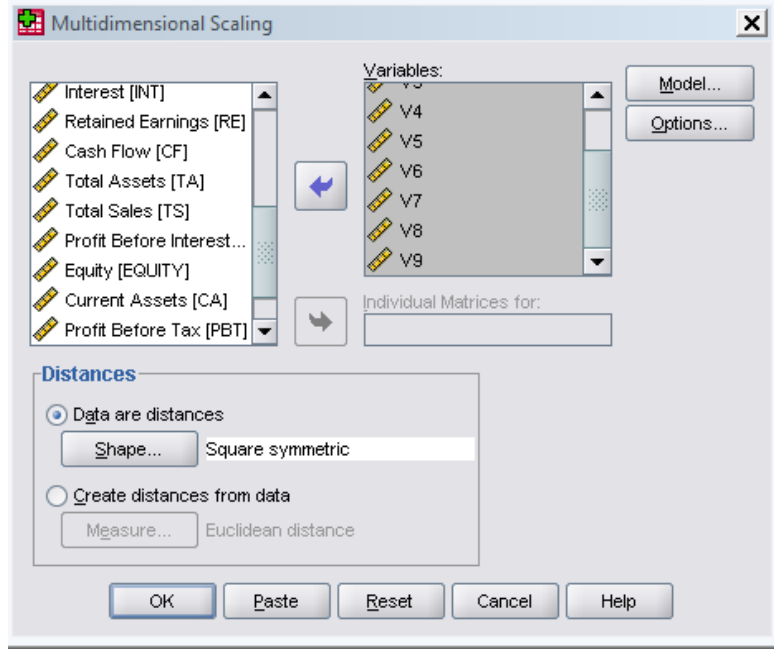 Multidimensional Scaling
Interest [INT]
Retained Earnings [RE]
Cash Flow [CF]
Total Assets [TA]
Total Sales [TS]
Profit Before Interest...
Equity [EQUITY]
Current Assets [CA]
Profit Before Tax [PBT]
Variables:
V4
V5
V6
V7
V8
V9
Model...
Options...
Individual Matrices for:
Distances
Data are distances
Shape... Square symmetric
Create distances from data
Measure... Euclidean distance
OK Paste Reset Cancel Help